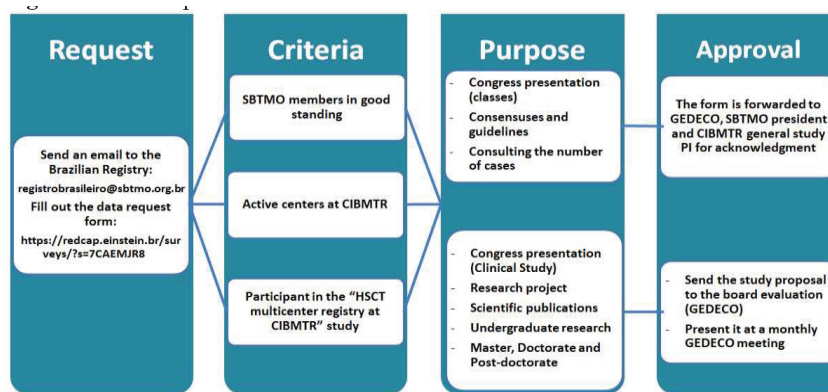 Request
Send an email to the
Brazilian Registry:
registrobrasileiro@sbtmo.org.br
Fill out the data request
form:
https://redcap.einstein.br/sur
veys/?s=7CAEMJR8
Criteria
SBTMO members in good
standing
Active centers at CIBMTR
Participant in the “HSCT
multicenter registry at
CIBMTR” study
Purpose
- Congress presentation
(classes)
- Consensuses and
guidelines
- Consulting the number
of cases
- Congress presentation
(Clinical Study)
- Research project
- Scientific publications
- Undergraduate research
- Master, Doctorate and
Post-doctorate
Approval
The form is forwarded to
GEDECO, SBTMO president
and CIBMTR general study
PI for acknowledgment
- Send the study proposal
to the board evaluation
(GEDECO)
- Present it at a monthly
GEDECO meeting